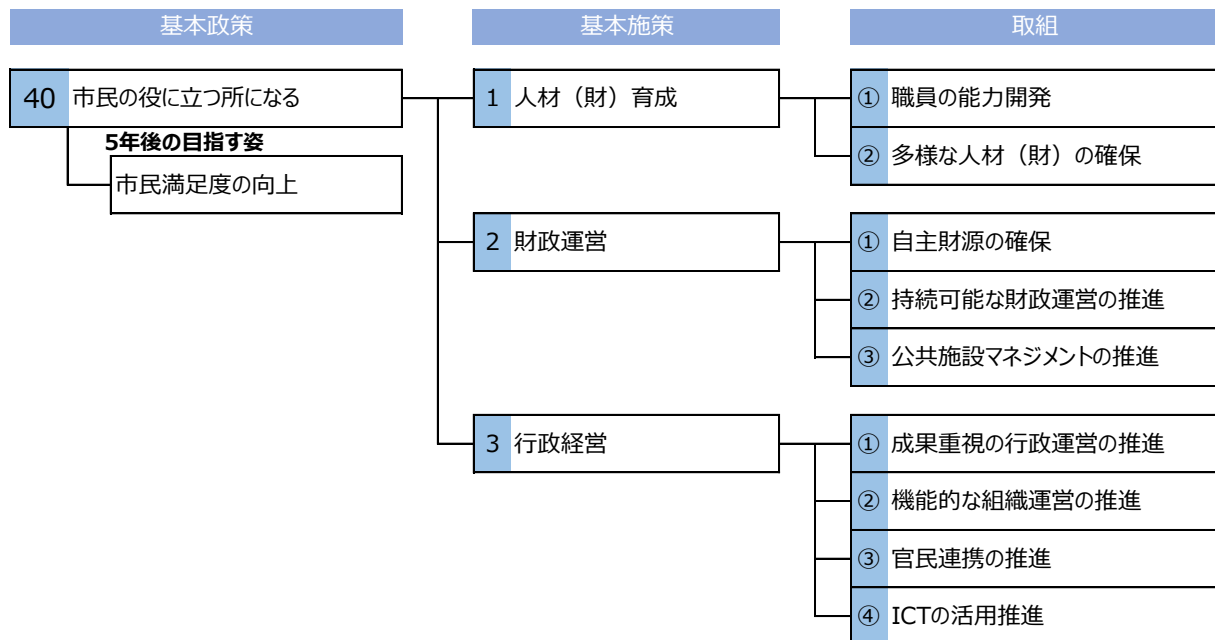 基本政策
基本施策
取組
40 市民の役に立つ所になる
5年後の目指す姿
市民満足度の向上
1 人材（財）育成
① 職員の能力開発
② 多様な人材（財）の確保
2 財政運営
① 自主財源の確保
② 持続可能な財政運営の推進
③ 公共施設マネジメントの推進
3 行政経営
① 成果重視の行政運営の推進
② 機能的な組織運営の推進
③ 官民連携の推進
④ ICTの活用推進